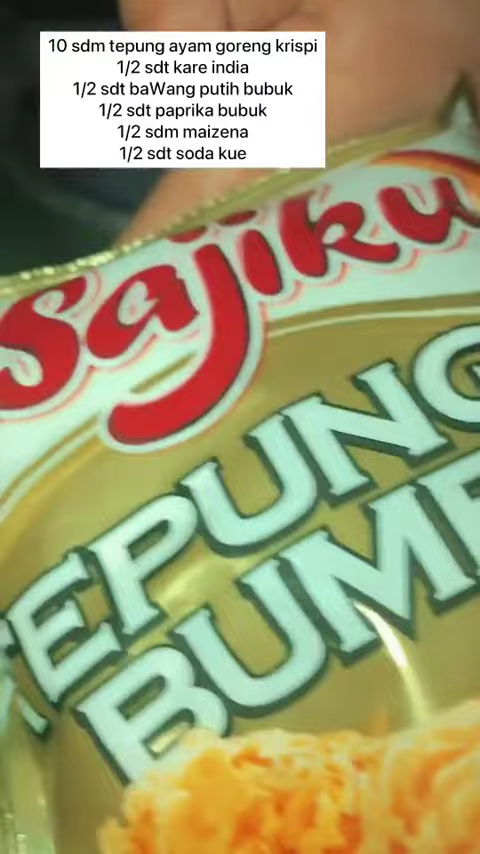 10 sdm tepung ayam goreng krispi
1/2 sdt kare india
1/2 sdt baWang putih bubuk
1/2 sdt paprika bubuk
1/2 sdm maizena
1/2 sdt soda kue
Sajiku
TEPUNG